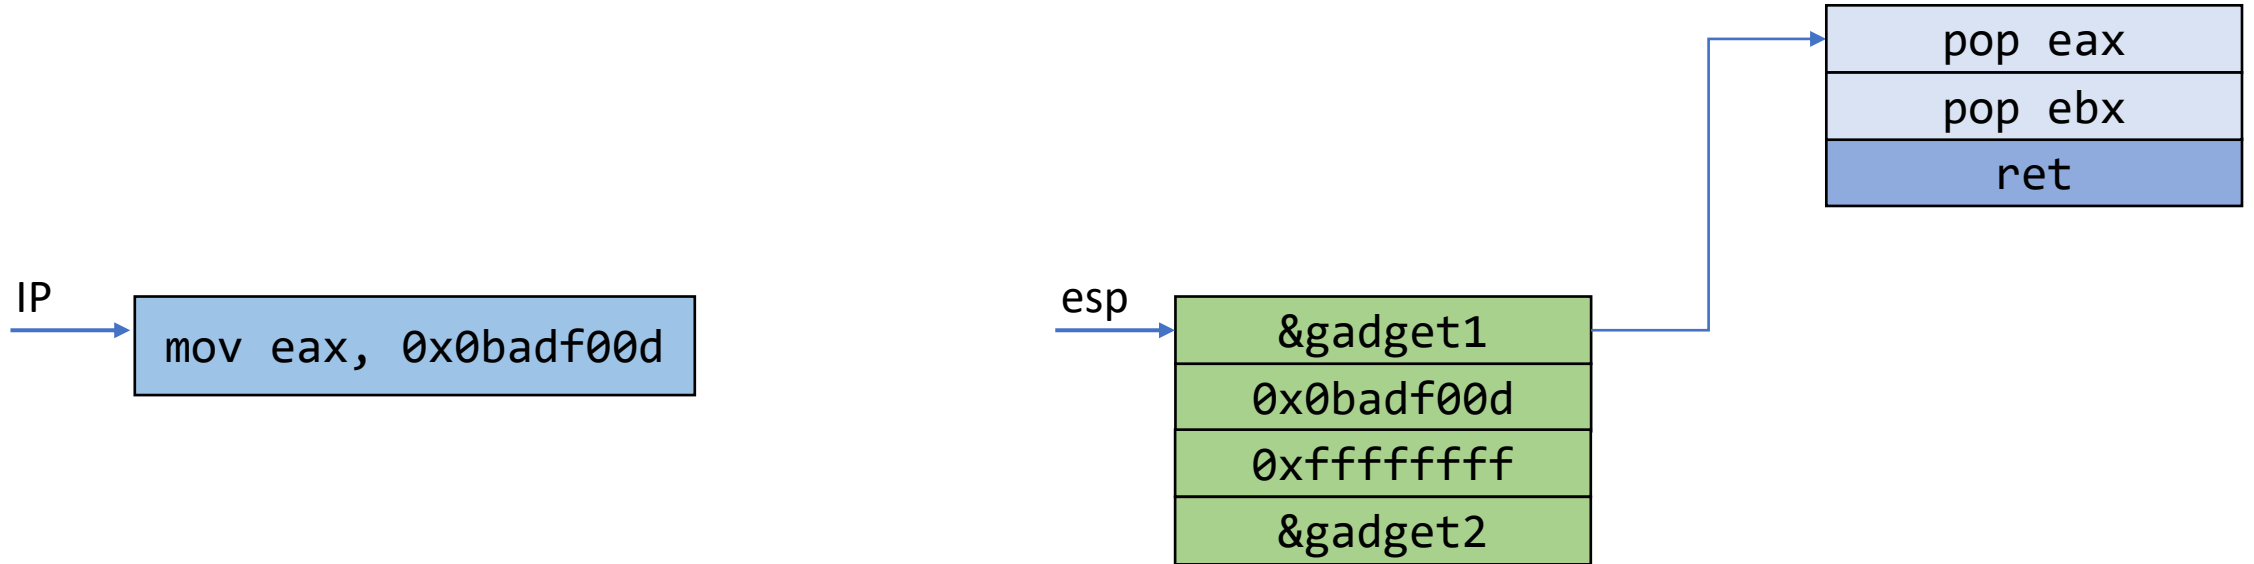 pop eax
pop ebx
ret
IP
mov eax, 0x0badf00d
esp
&gadget1
0x0badf00d
0xffffffff
&gadget2